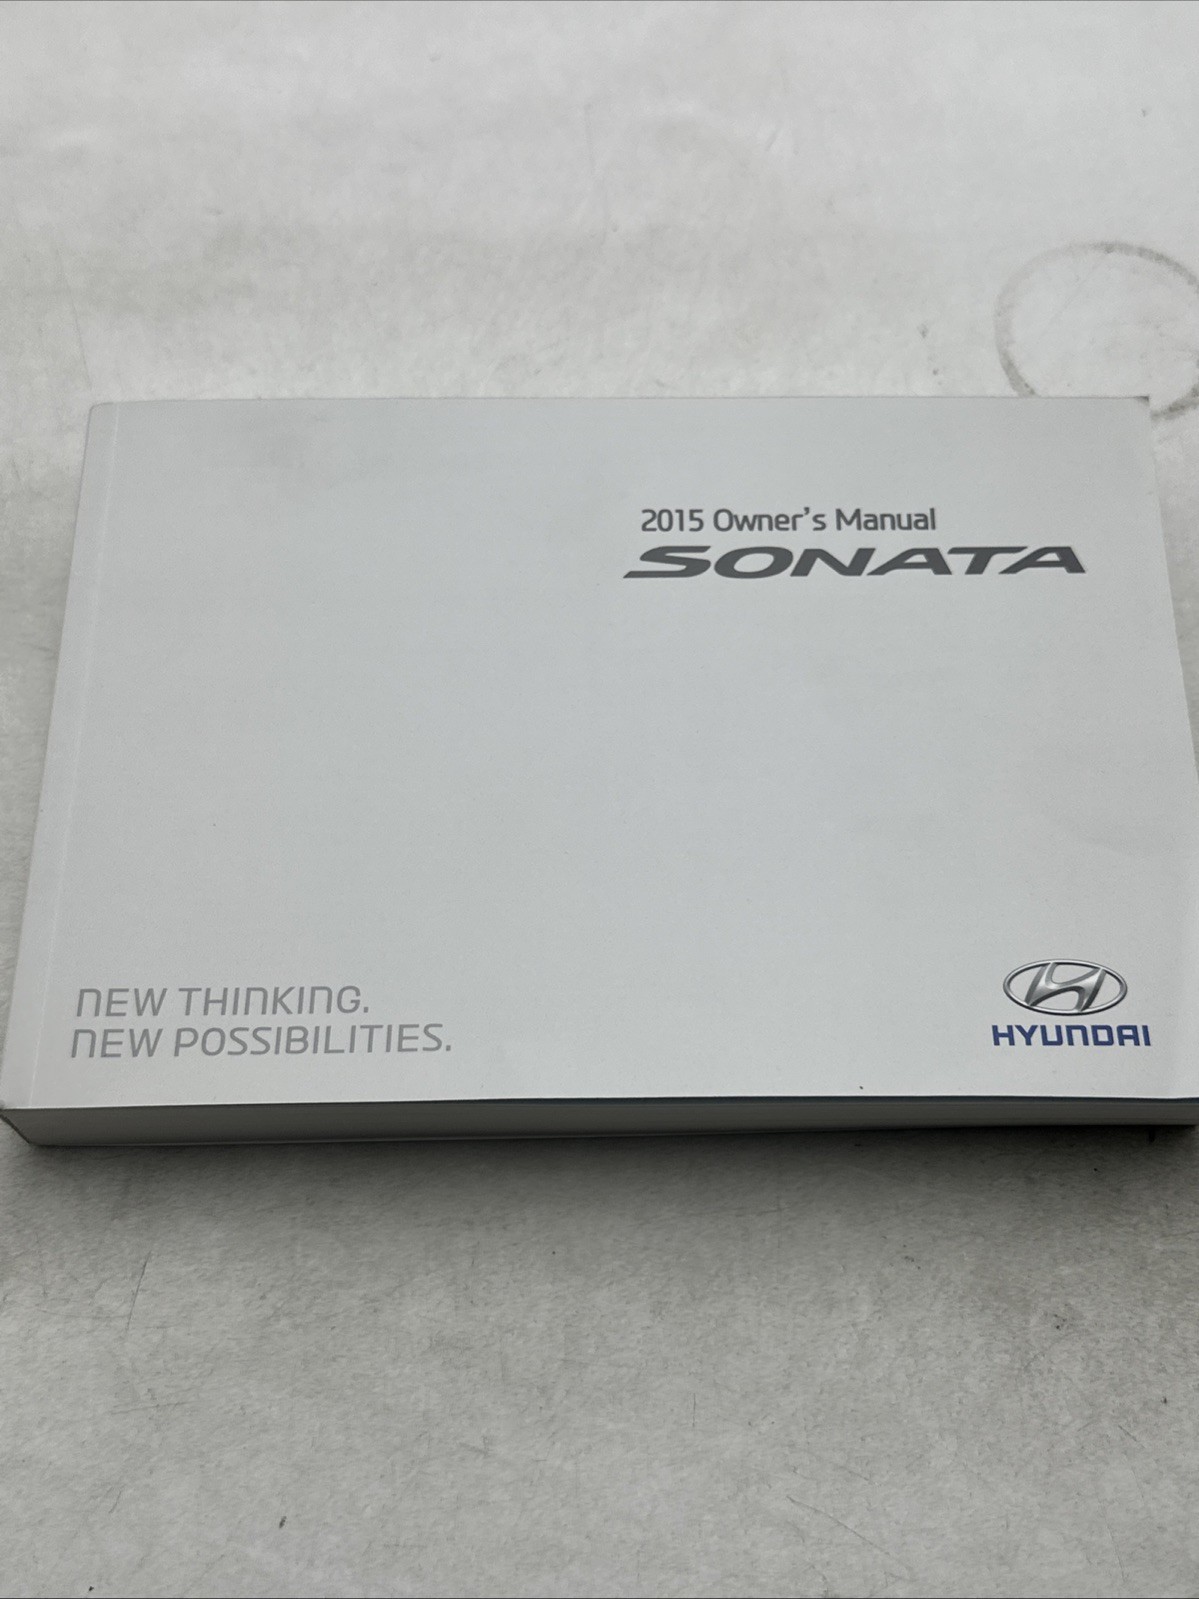 2015 Owner's Manual
SONATA
NEW THINKING.
NEW POSSIBILITIES.
HYUNDAI